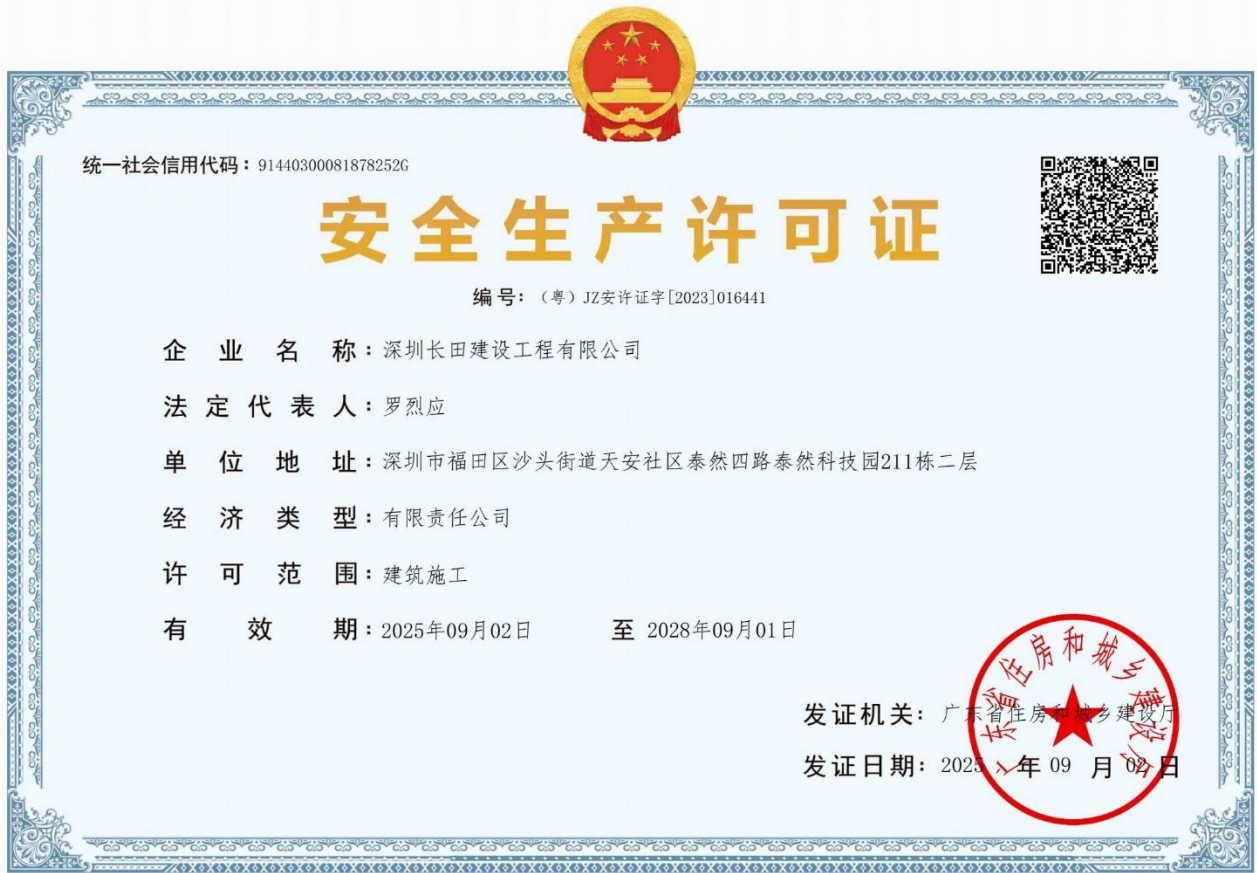 统一社会信用代码：91440300081878252G
安全生产许可证
编号：（粤）JZ安许证字[2023]016441
企业名称：深圳长田建设工程有限公司
法定代表人：罗烈应
单位地址：深圳市福田区沙头街道天安社区泰然四路泰然科技园211栋二层
经济类型：有限责任公司
许可范围：建筑施工
有效期：2025年09月02日 至 2028年09月01日
发证机关：广东省住房和城乡建设厅
发证日期：2025年09月02日
广东省住房和城乡建设厅